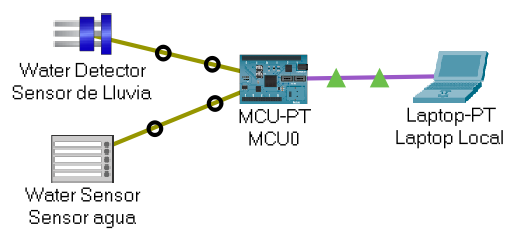 Water Detector
Sensor de Lluvia
MCU-PT
MCU0
Laptop-PT
Laptop Local
Water Sensor
Sensor agua